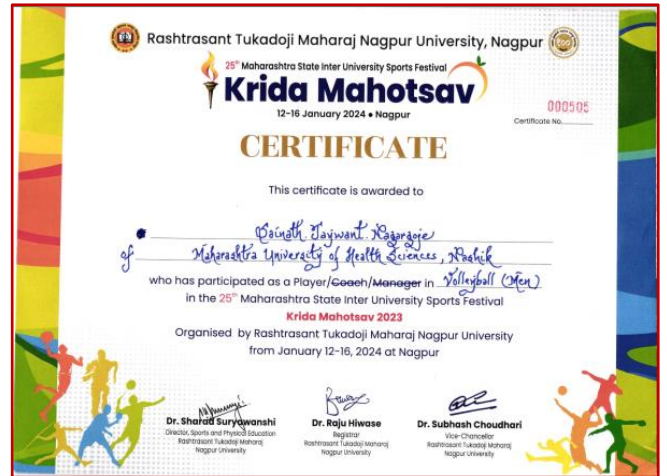 Rashtrasant Tukadoji Maharaj Nagpur University, Nagpur
25th Maharashtra State Inter University Sports Festival
Krida Mahotsav
12-16 January 2024 • Nagpur
000505
Certificate No.
CERTIFICATE
This certificate is awarded to
Sainath Jaywant Nagargoje
of Maharashtra University of Health Sciences, Nashik
who has participated as a Player/Coach/Manager in Volleyball (Men)
in the 25th Maharashtra State Inter University Sports Festival
Krida Mahotsav 2023
Organised by Rashtrasant Tukadoji Maharaj Nagpur University
from January 12-16, 2024 at Nagpur
Dr. Sharad Suryawanshi
Director, Sports and Physical Education
Rashtrasant Tukadoji Maharaj
Nagpur University
Dr. Raju Hiwase
Registrar
Rashtrasant Tukadoji Maharaj
Nagpur University
Dr. Subhash Choudhari
Vice-Chancellor
Rashtrasant Tukadoji Maharaj
Nagpur University